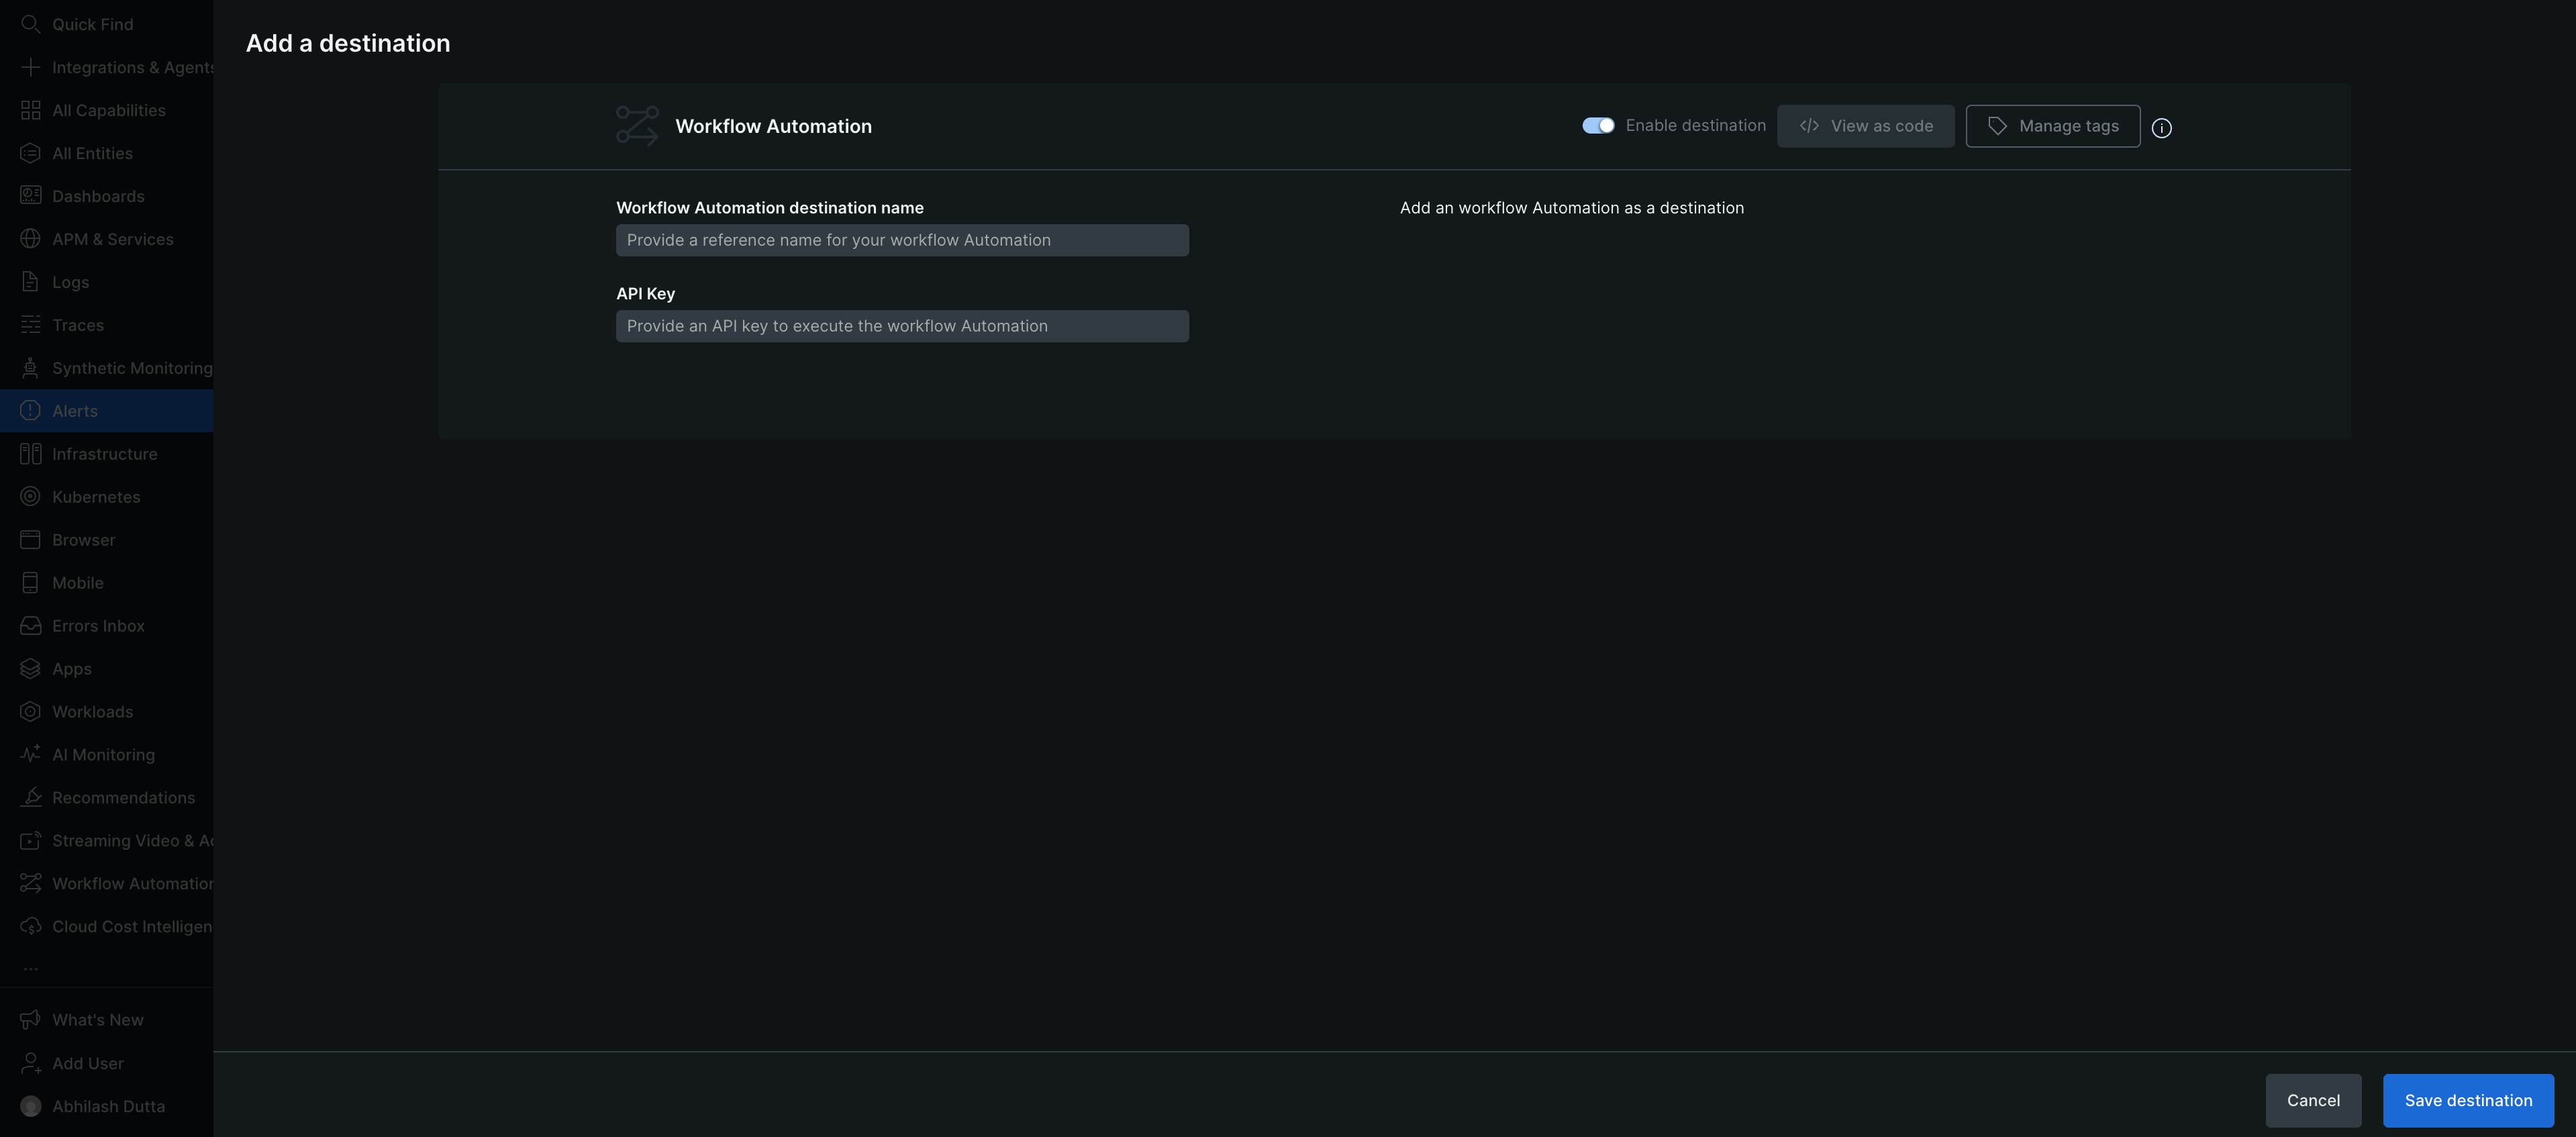 Quick Find
Integrations & Agents
All Capabilities
All Entities
Dashboards
APM & Services
Logs
Traces
Synthetic Monitoring
Alerts
Infrastructure
Kubernetes
Browser
Mobile
Errors Inbox
Apps
Workloads
AI Monitoring
Recommendations
Streaming Video & Ad
Workflow Automation
Cloud Cost Intelligen
...
What's New
Add User
Abhilash Dutta
Add a destination
Workflow Automation
Enable destination
View as code
Manage tags
Workflow Automation destination name
Provide a reference name for your workflow Automation
API Key
Provide an API key to execute the workflow Automation
Add an workflow Automation as a destination
Cancel
Save destination